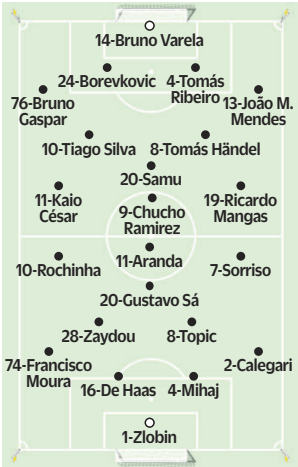 14-Bruno Varela
24-Borevkovic
4-Tomás
Ribeiro
76-Bruno
Gaspar
13-João M.
Mendes
10-Tiago Silva
8-Tomás Händel
20-Samu
11-Kaio
César
19-Ricardo
Mangas
9-Chucho
Ramirez
11-Aranda
10-Rochinha
7-Sorriso
20-Gustavo Sá
28-Zaydou
8-Topic
74-Francisco
Moura
2-Calegari
16-De Haas
4-Mihaj
1-Zlobin